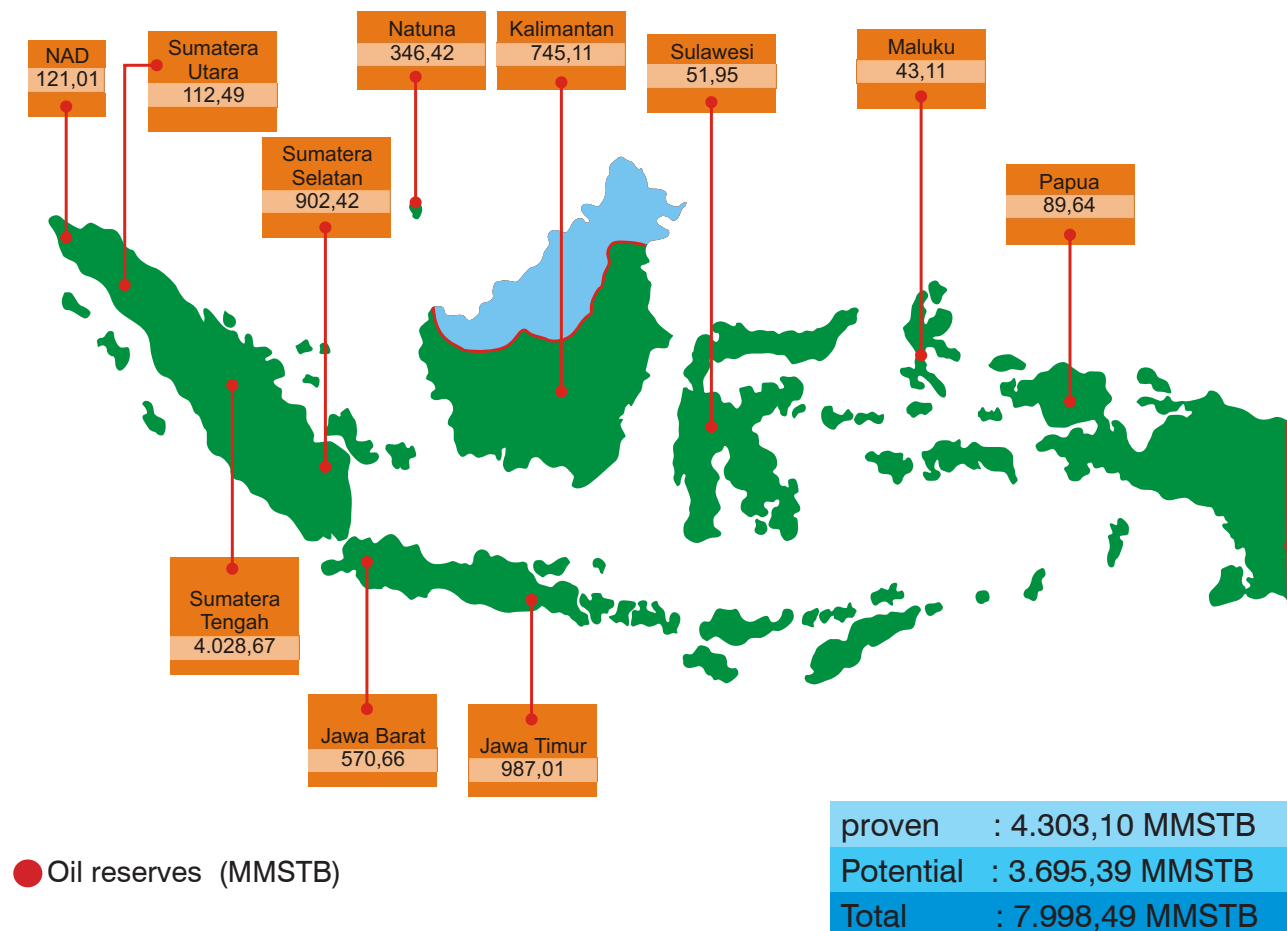 NAD
121,01
Sumatera
Utara
112,49
Natuna
346,42
Kalimantan
745,11
Sulawesi
51,95
Maluku
43,11
Sumatera
Selatan
902,42
Papua
89,64
Sumatera
Tengah
4.028,67
Jawa Barat
570,66
Jawa Timur
987,01
Oil reserves (MMSTB)
proven : 4.303,10 MMSTB
Potential : 3.695,39 MMSTB
Total : 7.998,49 MMSTB